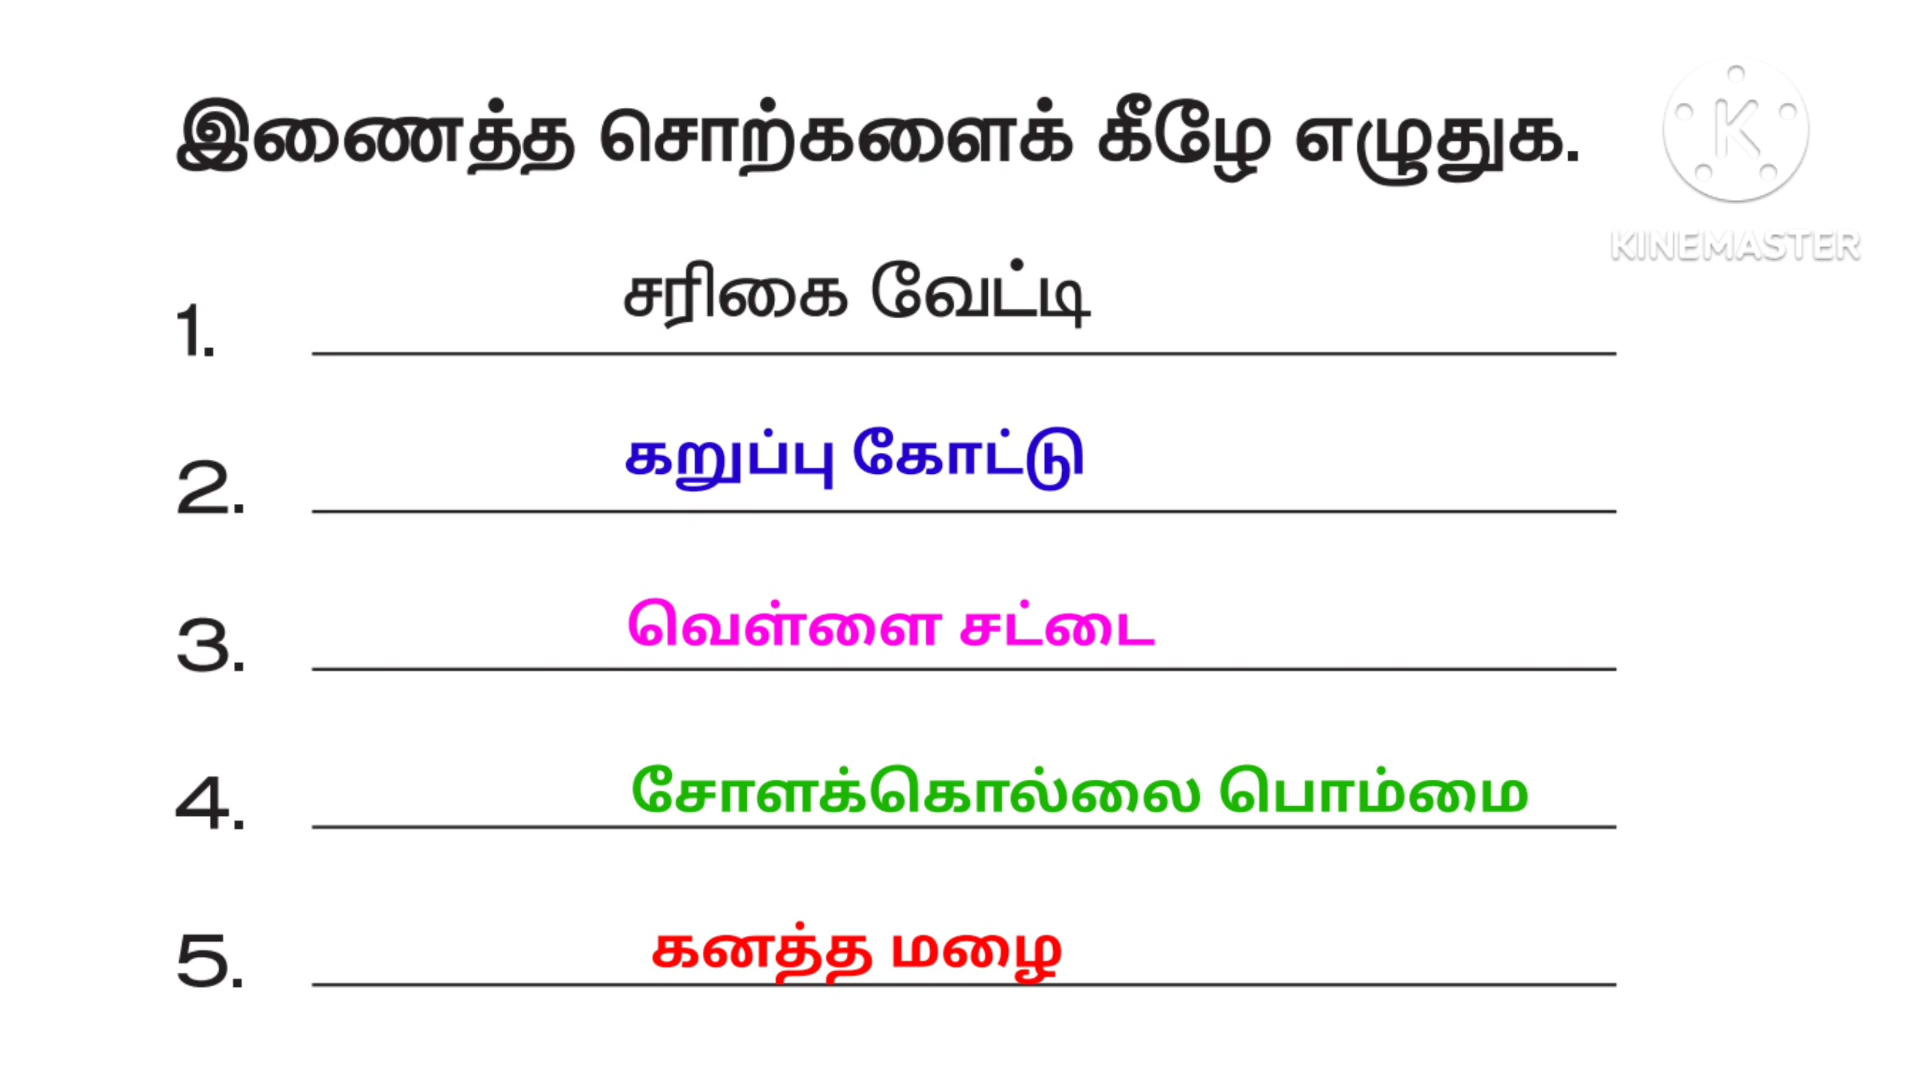 இணைத்த சொற்களைக் கீழே எழுதுக.
KINEMASTER
1. சரிகை வேட்டி
2. கறுப்பு கோட்டு
3. வெள்ளை சட்டை
4. சோளக்கொல்லை பொம்மை
5. கனத்த மழை